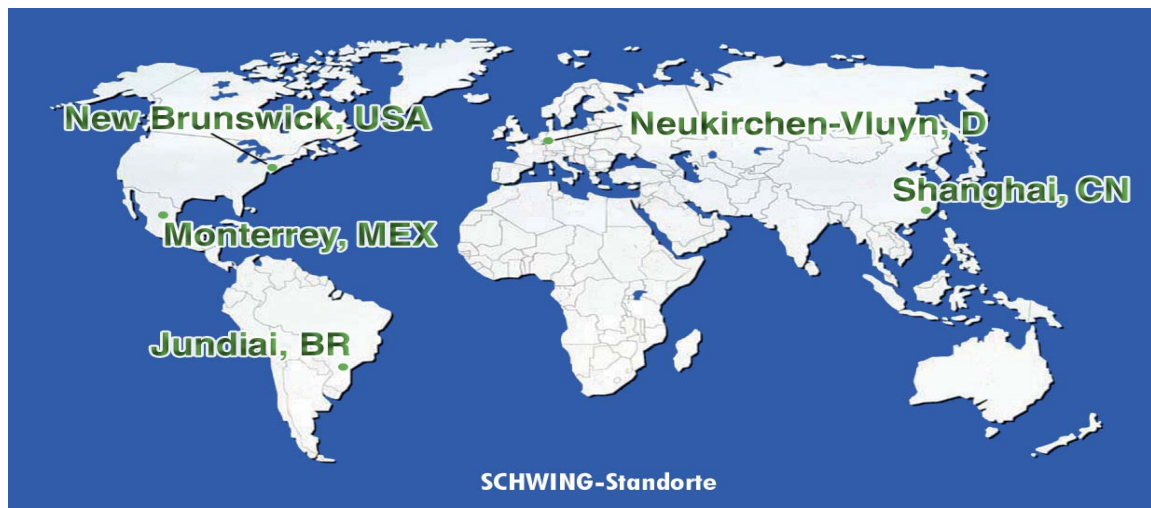 New Brunswick, USA
Neukirchen-Vluyn, D
Shanghai, CN
Monterrey, MEX
Jundiai, BR
SCHWING-Standorte